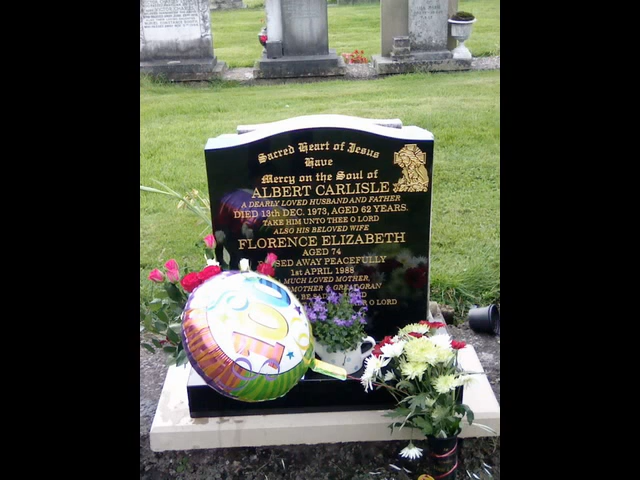 Sacred Heart of Jesus
Have
Mercy on the Soul of
ALBERT CARLISLE
A DEARLY LOVED HUSBAND AND FATHER
DIED 13th DEC. 1973, AGED 62 YEARS.
TAKE HIM UNTO THEE O LORD
ALSO HIS BELOVED WIFE
FLORENCE ELIZABETH
AGED 74
PASSED AWAY PEACEFULLY
1st APRIL 1988
A MUCH LOVED MOTHER,
& GREAT GRAN
O LORD
100